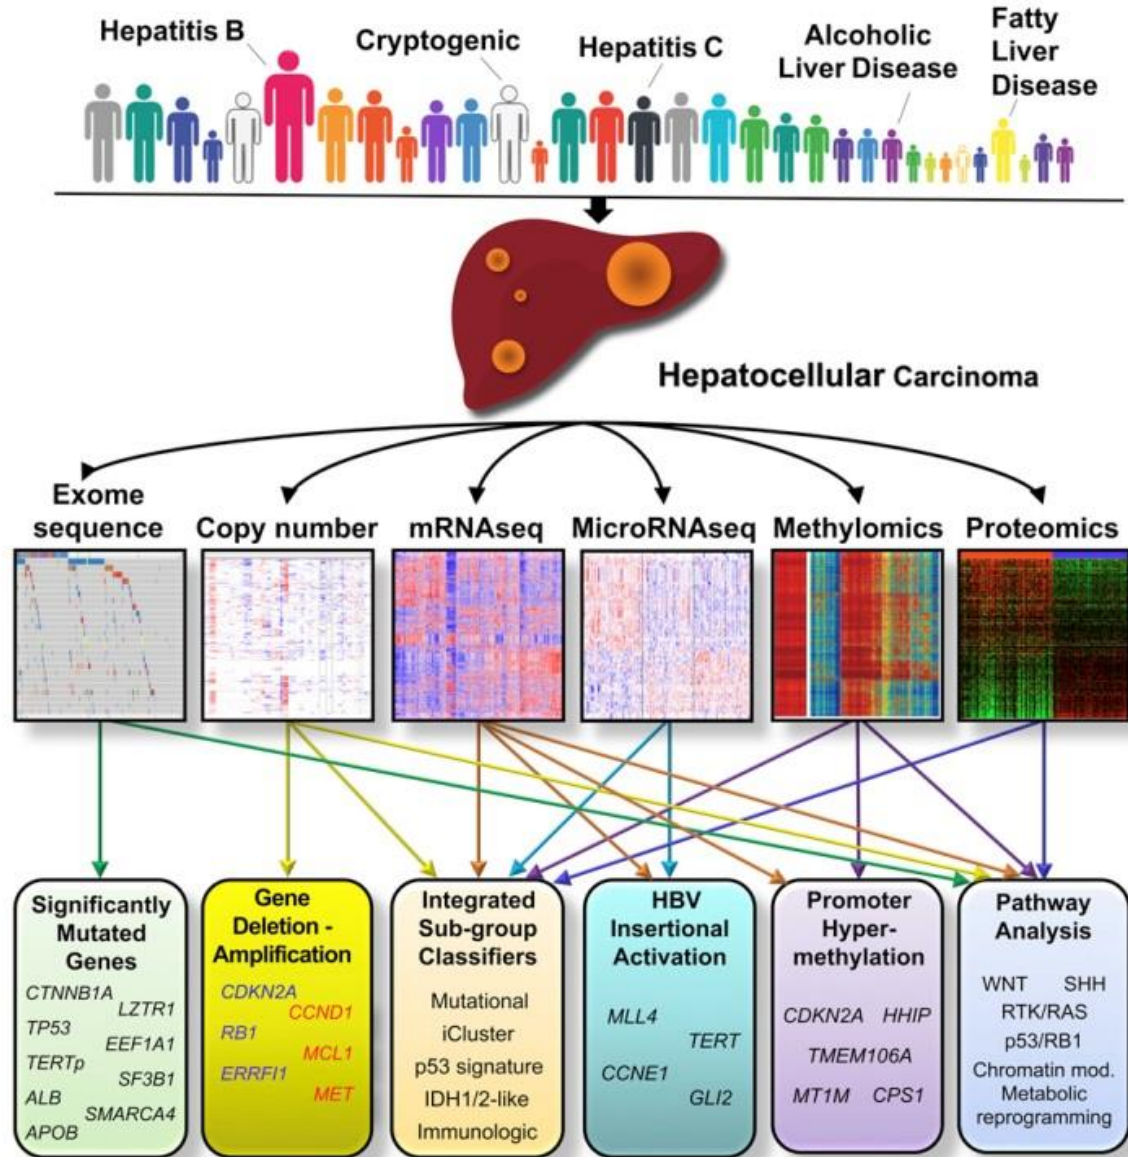 Hepatitis B
Cryptogenic
Hepatitis C
Alcoholic
Liver Disease
Fatty
Liver
Disease
Hepatocellular Carcinoma
Exome
sequence
Copy number
mRNAseq
MicroRNAseq
Methylomics
Proteomics
Significantly
Mutated
Genes
CTNNB1A
LZTR1
TP53
EEF1A1
TERTp
SF3B1
ALB
SMARCA4
APOB
Gene
Deletion -
Amplification
CDKN2A
CCND1
RB1
MCL1
ERRFI1
MET
Integrated
Sub-group
Classifiers
Mutational
iCluster
p53 signature
IDH1/2-like
Immunologic
HBV
Insertional
Activation
MLL4
TERT
CCNE1
GLI2
Promoter
Hyper-
methylation
CDKN2A HHIP
TMEM106A
MT1M CPS1
Pathway
Analysis
WNT SHH
RTK/RAS
p53/RB1
Chromatin mod.
Metabolic
reprogramming